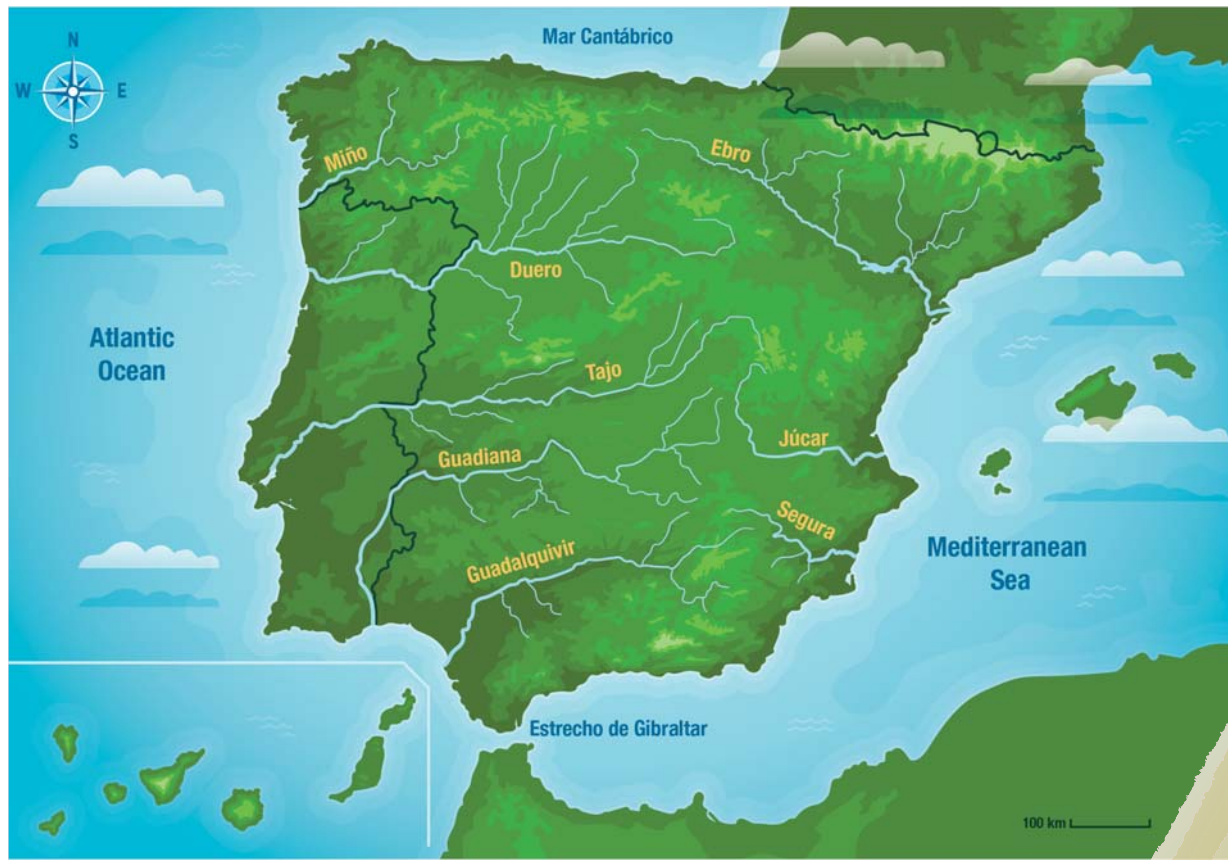 Mar Cantábrico
N
W
E
S
Miño
Ebro
Duero
Atlantic
Ocean
Tajo
Júcar
Guadiana
Segura
Guadalquivir
Mediterranean
Sea
Estrecho de Gibraltar
100 km